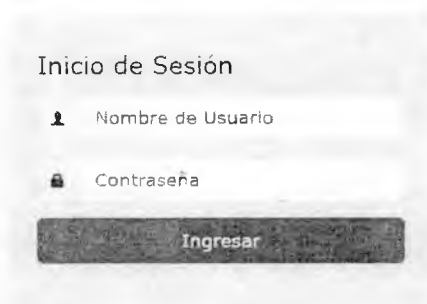 Inicio de Sesión
Nombre de Usuario
Contraseña
Ingresar